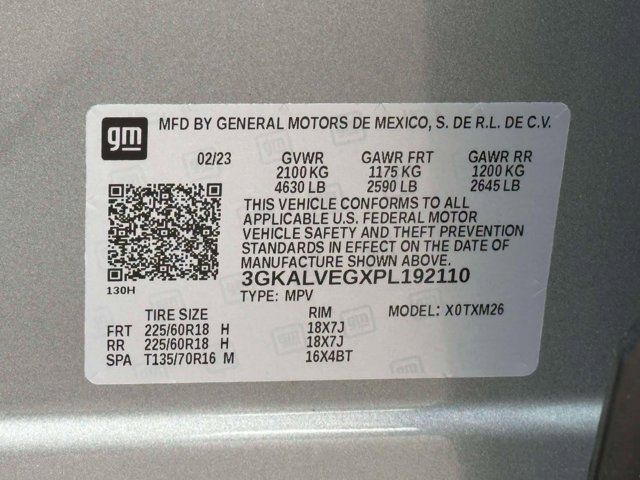 gm MFD BY GENERAL MOTORS DE MEXICO, S. DE R.L. DE C.V.
02/23 GVWR GAWR FRT GAWR RR
2100 KG 1175 KG 1200 KG
4630 LB 2590 LB 2645 LB
THIS VEHICLE CONFORMS TO ALL
APPLICABLE U.S. FEDERAL MOTOR
VEHICLE SAFETY AND THEFT PREVENTION
STANDARDS IN EFFECT ON THE DATE OF
MANUFACTURE SHOWN ABOVE.
3GKALVEGXPL192110
130H
TYPE: MPV MODEL: X0TXM26
TIRE SIZE RIM
FRT 225/60R18 H 18X7J
RR 225/60R18 H 18X7J
SPA T135/70R16 M 16X4BT